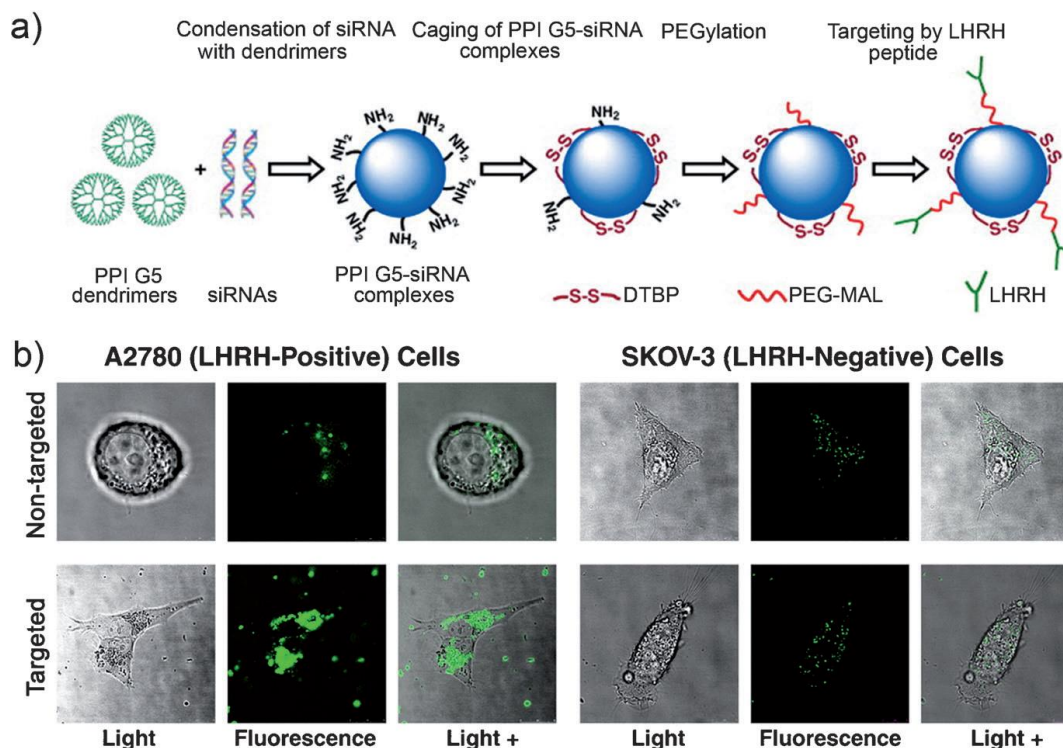 a)
Condensation of siRNA
with dendrimers
Caging of PPI G5-siRNA
complexes
PEGylation
Targeting by LHRH
peptide
+
NH2
NH2
NH2
NH2
NH2
NH2
NH2
NH2
NH2
NH2
S-S
S-S
S-S
NH2
NH2
NH2
S-S
S-S
S-S
S-S
S-S
S-S
PPI G5
dendrimers
siRNAs
PPI G5-siRNA
complexes
S-S DTBP
PEG-MAL
LHRH
b)
A2780 (LHRH-Positive) Cells
SKOV-3 (LHRH-Negative) Cells
Non-targeted
Targeted
Light
Fluorescence
Light +
Light
Fluorescence
Light +